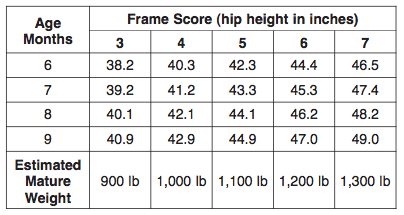 Age Months Frame Score (hip height in inches)
3 4 5 6 7
6 38.2 40.3 42.3 44.4 46.5
7 39.2 41.2 43.3 45.3 47.4
8 40.1 42.1 44.1 46.2 48.2
9 40.9 42.9 44.9 47.0 49.0
Estimated
Mature
Weight 900 lb 1,000 lb 1,100 lb 1,200 lb 1,300 lb